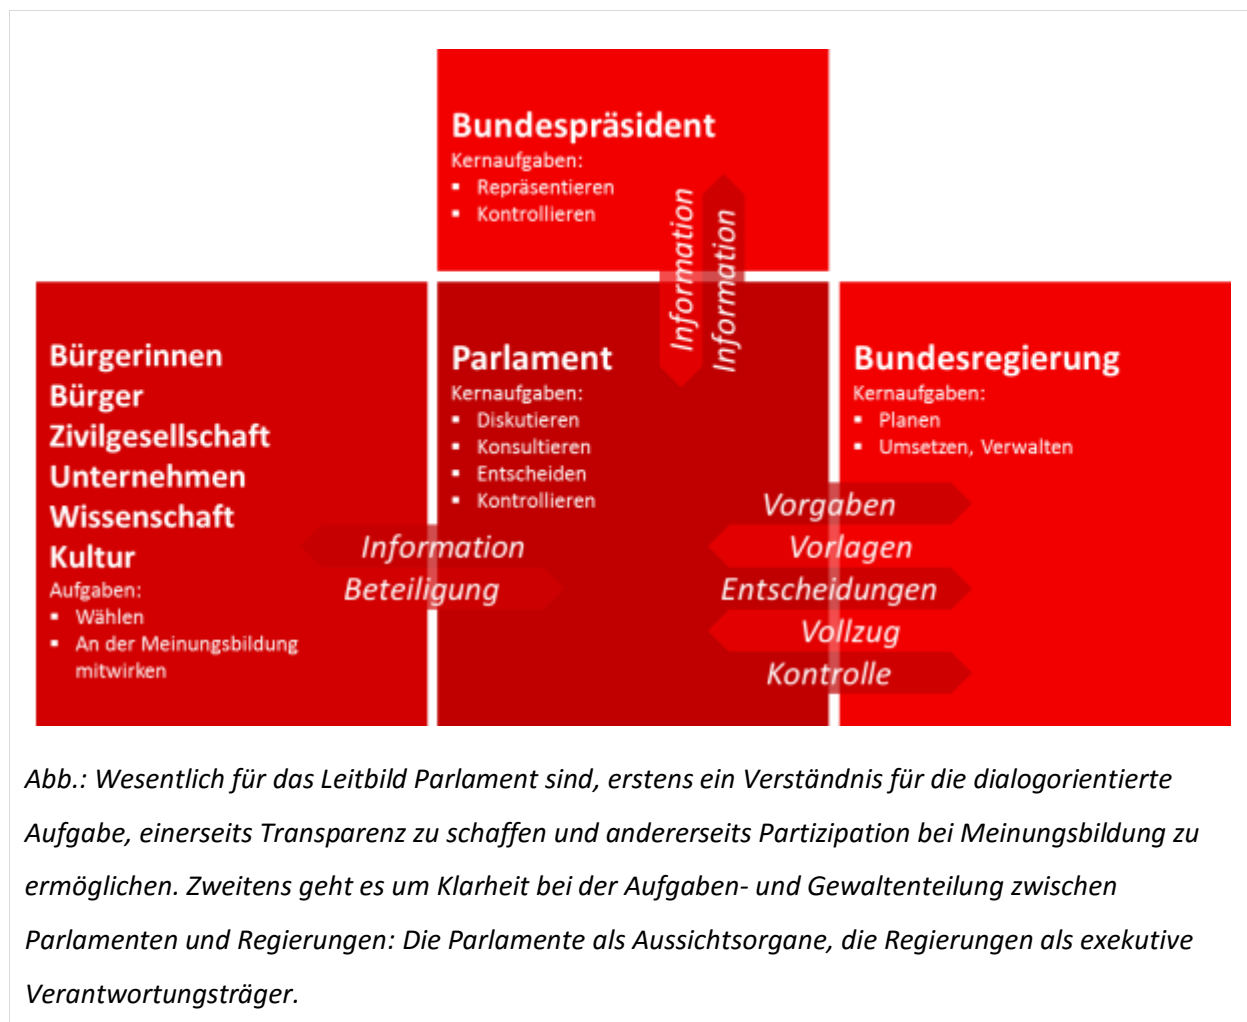 Bundespräsident
Kernaufgaben:
▪ Repräsentieren
▪ Kontrollieren
Information
Information
Bürgerinnen
Bürger
Zivilgesellschaft
Unternehmen
Wissenschaft
Kultur
Aufgaben:
▪ Wählen
▪ An der Meinungsbildung
mitwirken
Information
Beteiligung
Parlament
Kernaufgaben:
▪ Diskutieren
▪ Konsultieren
▪ Entscheiden
▪ Kontrollieren
Bundesregierung
Kernaufgaben:
▪ Planen
▪ Umsetzen, Verwalten
Vorgaben
Vorlagen
Entscheidungen
Vollzug
Kontrolle
Abb.: Wesentlich für das Leitbild Parlament sind, erstens ein Verständnis für die dialogorientierte
Aufgabe, einerseits Transparenz zu schaffen und andererseits Partizipation bei Meinungsbildung zu
ermöglichen. Zweitens geht es um Klarheit bei der Aufgaben- und Gewaltenteilung zwischen
Parlamenten und Regierungen: Die Parlamente als Aussichtsorgane, die Regierungen als exekutive
Verantwortungsträger.